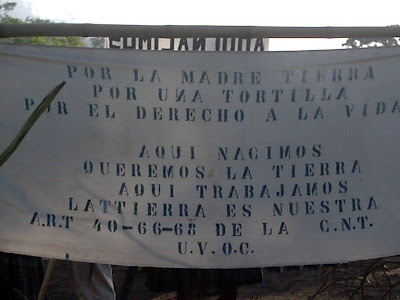 POR LA MADRE TIERRA
POR UNA TORTILLA
POR EL DERECHO A LA VIDA
AQUI NACIMOS
QUEREMOS LA TIERRA
AQUI TRABAJAMOS
LATTIERRA ES NUESTRA
A.R.T 40-66-68 DE LA C.N.T.
U.V.O.C.